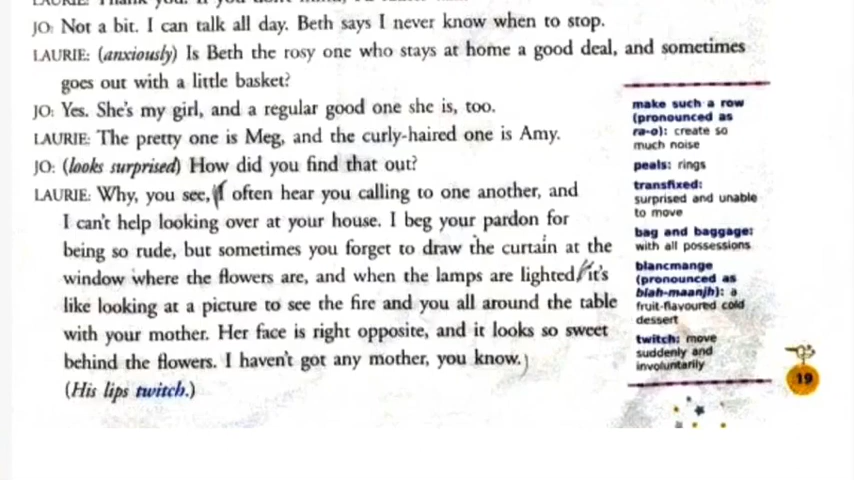 JO: Not a bit. I can talk all day. Beth says I never know when to stop.
LAURIE: (anxiously) Is Beth the rosy one who stays at home a good deal, and sometimes
goes out with a little basket?
JO: Yes. She's my girl, and a regular good one she is, too.
LAURIE: The pretty one is Meg, and the curly-haired one is Amy.
JO: (looks surprised) How did you find that out?
LAURIE: Why, you see, I often hear you calling to one another, and
I can't help looking over at your house. I beg your pardon for
being so rude, but sometimes you forget to draw the curtain at the
window where the flowers are, and when the lamps are lighted it's
like looking at a picture to see the fire and you all around the table
with your mother. Her face is right opposite, and it looks so sweet
behind the flowers. I haven't got any mother, you know.
(His lips twitch.)
make such a row
(pronounced as
ra-o): create so
much noise
peals: rings
transfixed:
surprised and unable
to move
bag and baggage:
with all possessions
blancmange
(pronounced as
blah-maanjh): a
fruit-flavoured cold
dessert
twitch: move
suddenly and
involuntarily
19